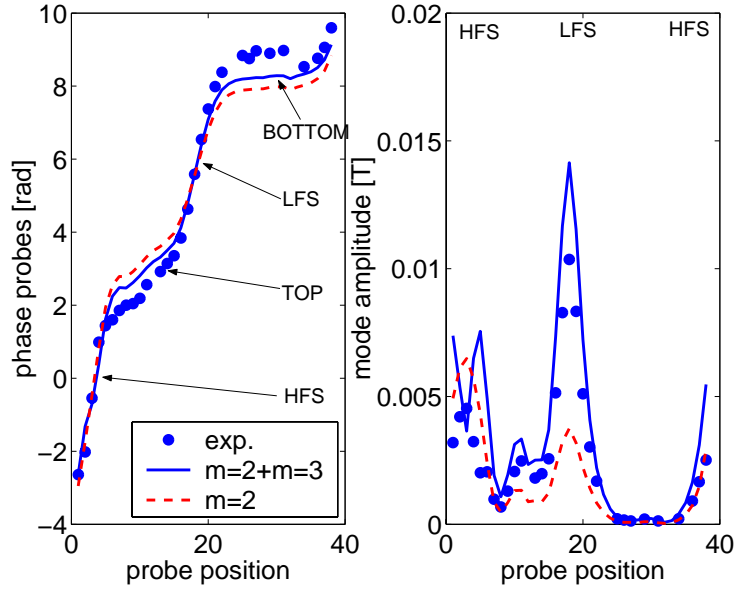 10
8
6
4
2
0
−2
−4
phase probes [rad]
BOTTOM
LFS
TOP
HFS
exp.
m=2+m=3
m=2
0
20
40
probe position
0.02
0.015
0.01
0.005
0
mode amplitude [T]
HFS
LFS
HFS
0
20
40
probe position